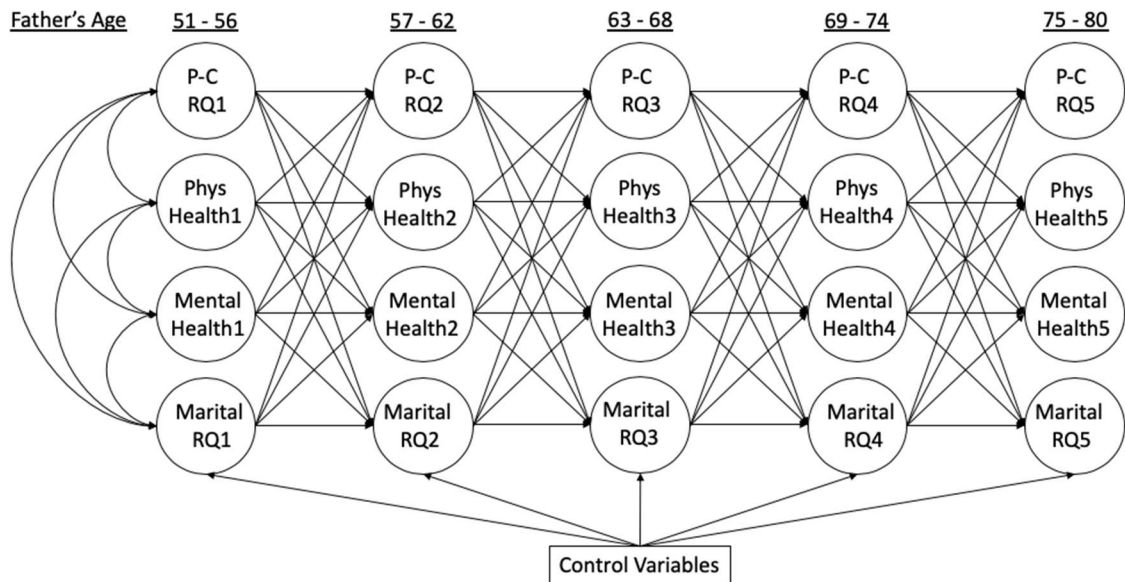 Father's Age 51 - 56 57 - 62 63 - 68 69 - 74 75 - 80
P-C P-C P-C P-C P-C
RQ1 RQ2 RQ3 RQ4 RQ5
Phys Phys Phys Phys Phys
Health1 Health2 Health3 Health4 Health5
Mental Mental Mental Mental Mental
Health1 Health2 Health3 Health4 Health5
Marital Marital Marital Marital Marital
RQ1 RQ2 RQ3 RQ4 RQ5
Control Variables